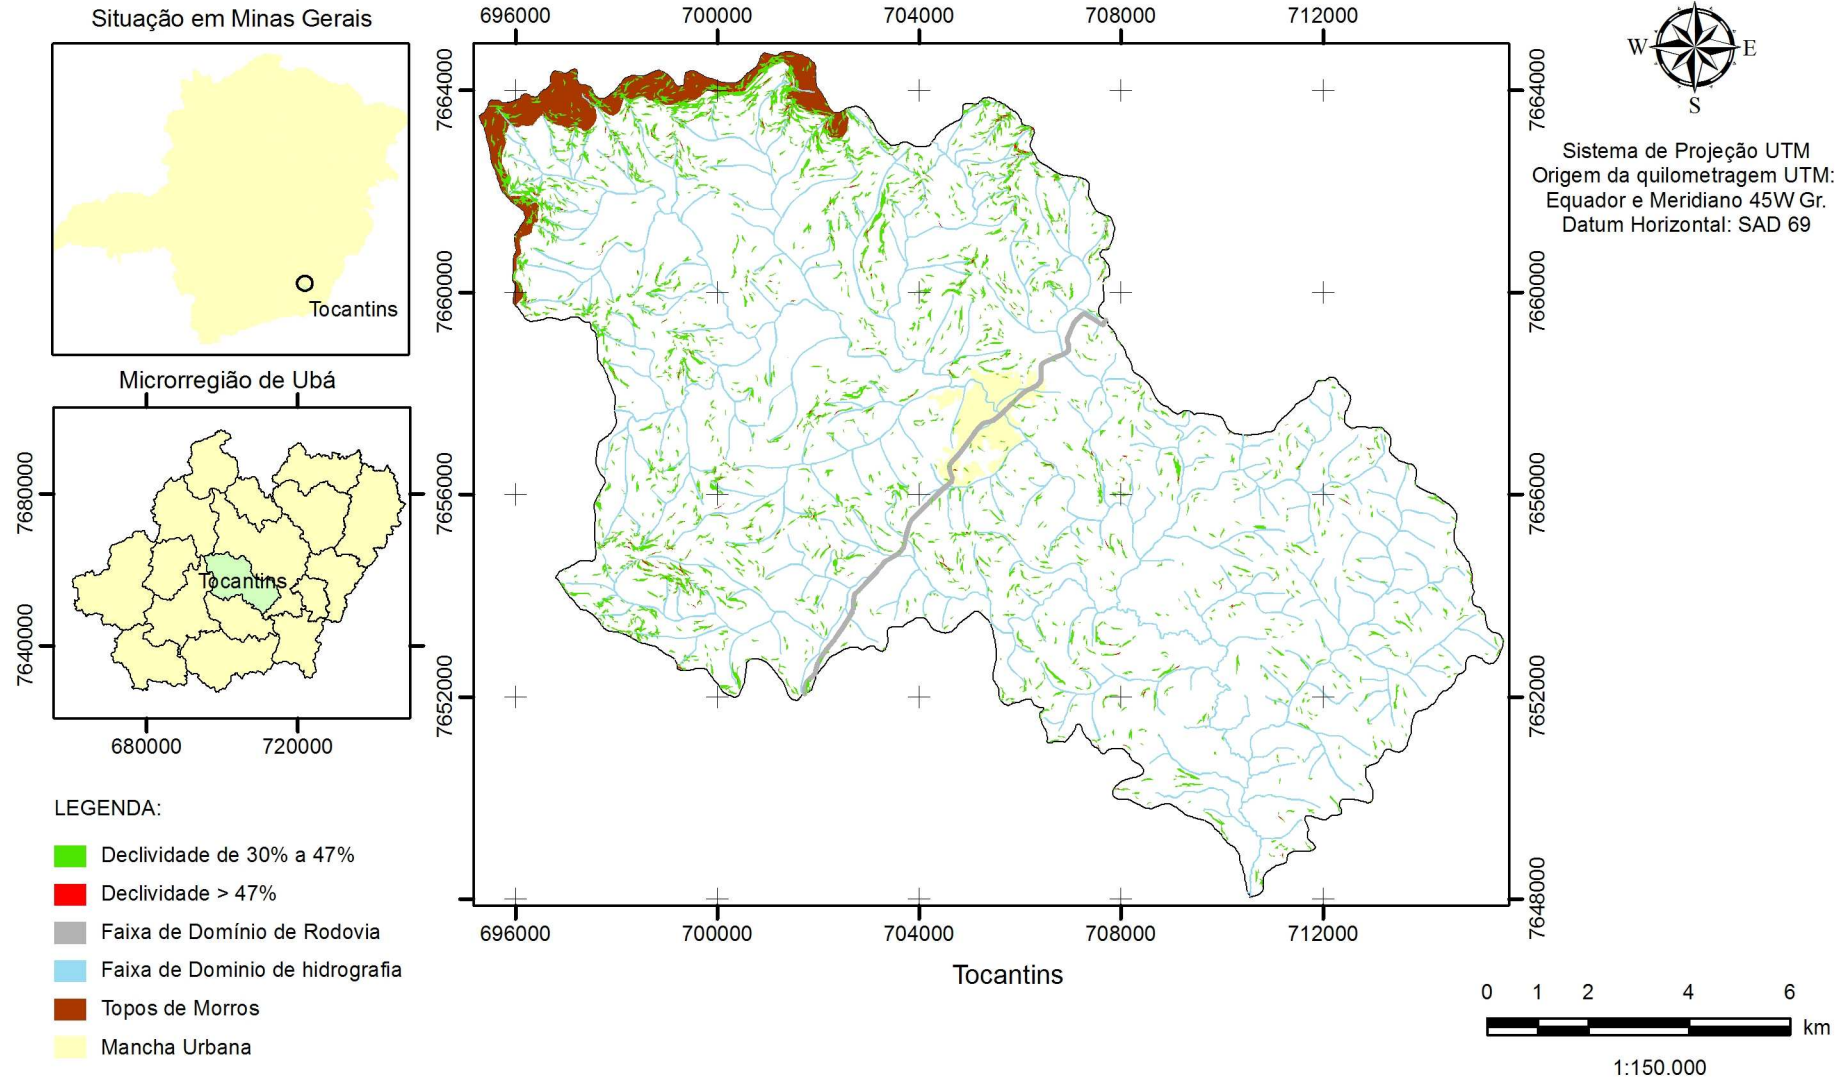 Situação em Minas Gerais
Tocantins
Microrregião de Ubá
7680000
7640000
Tocantins
680000
720000
LEGENDA:
Declividade de 30% a 47%
Declividade > 47%
Faixa de Domínio de Rodovia
Faixa de Dominio de hidrografia
Topos de Morros
Mancha Urbana
696000
700000
704000
708000
712000
7664000
7660000
7656000
7652000
7664000
7660000
7656000
7652000
7648000
696000
700000
704000
708000
712000
Tocantins
W
E
S
Sistema de Projeção UTM
Origem da quilometragem UTM:
Equador e Meridiano 45W Gr.
Datum Horizontal: SAD 69
0 1 2 4 6
km
1:150.000